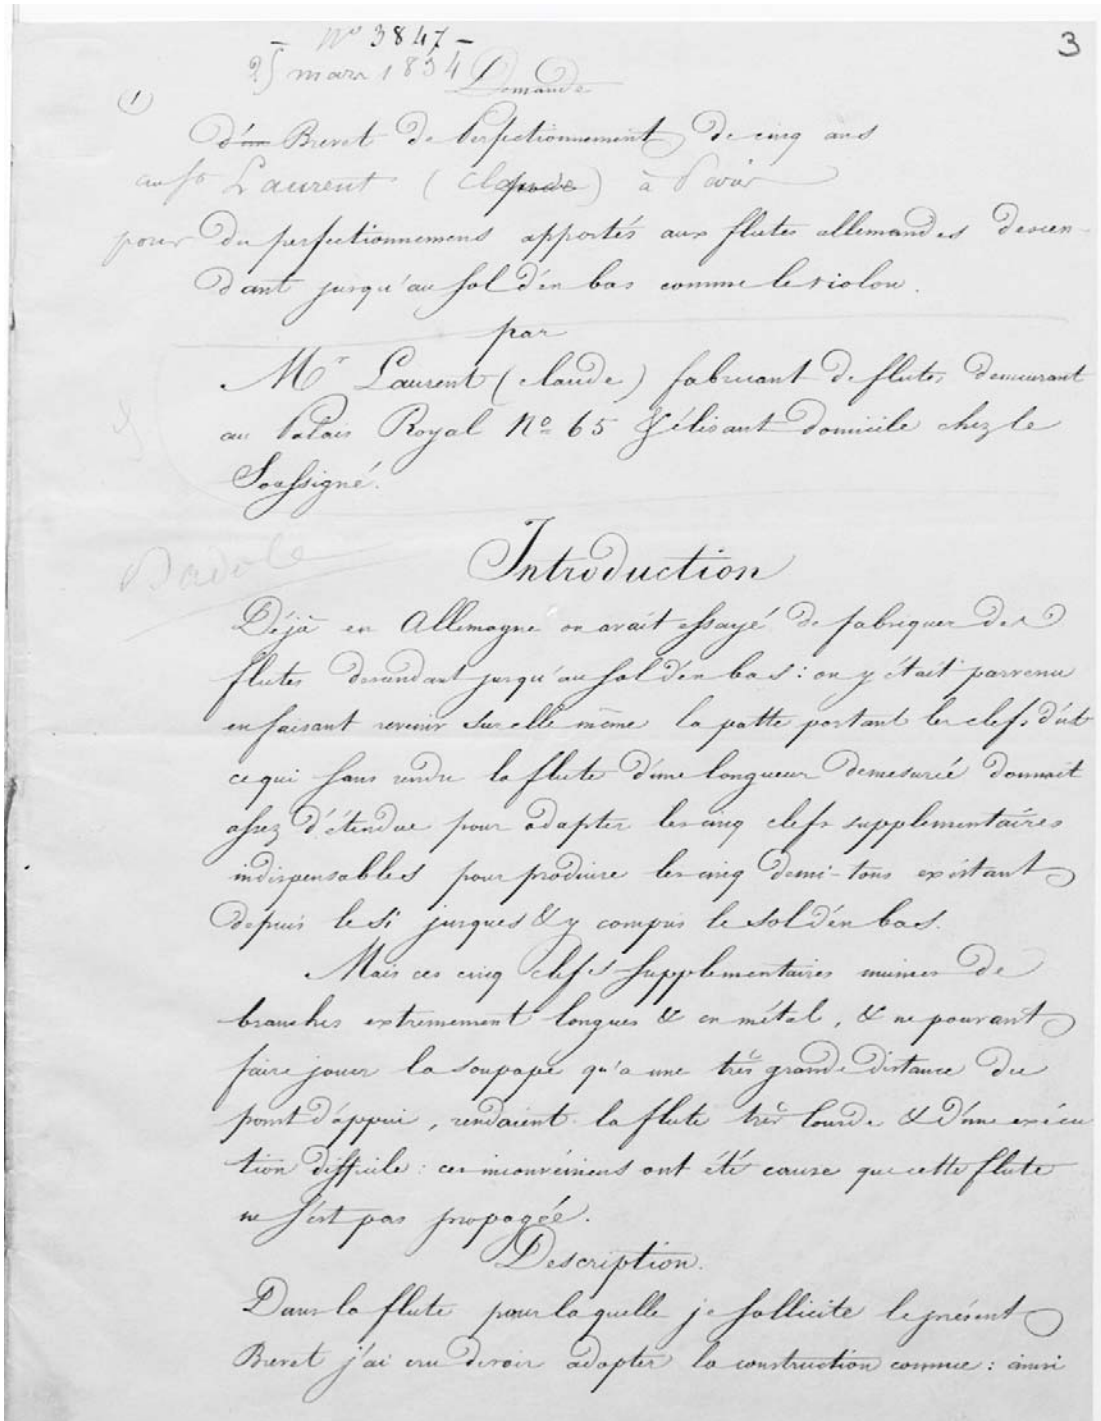 3
- No 3847 -
25 mars 1834
Demande
(1)
d'un Brevet de Perfectionnement de cinq ans
au Sr Laurent (Claude) à Paris
pour des perfectionnemens apportés aux flutes allemandes descen-
dant jusqu'au sol d'en bas comme le violon.
par
Mr Laurent (claude) fabricant de flutes, demeurant
au Palais Royal No 65 & élisant domicile chez le
Soussigné.
Introduction
Déjà en Allemagne on avait essayé de fabriquer des
flutes descendant jusqu'au sol d'en bas : on y était parvenu
en faisant revenir sur elle même la patte portant les clefs d'ut
ce qui sans rendre la flute d'une longueur demesurée donnait
assez d'étendue pour adapter les cinq clefs supplementaires
indispensables pour produire les cinq demi-tons existant
depuis le si jusques & y compris le sol d'en bas.
Mais ces cinq clefs supplementaires munies de
branches extremement longues & en métal, & ne pouvant
faire jouer la soupape qu'a une très grande distance du
point d'appui, rendaient la flute très lourde & d'une exécu
tion difficile : ces inconvéniens ont été cause que cette flute
ne s'est pas propagée.
Description.
Dans la flute pour laquelle je sollicite le présent
Brevet j'ai cru devoir adapter la construction connue : ainsi